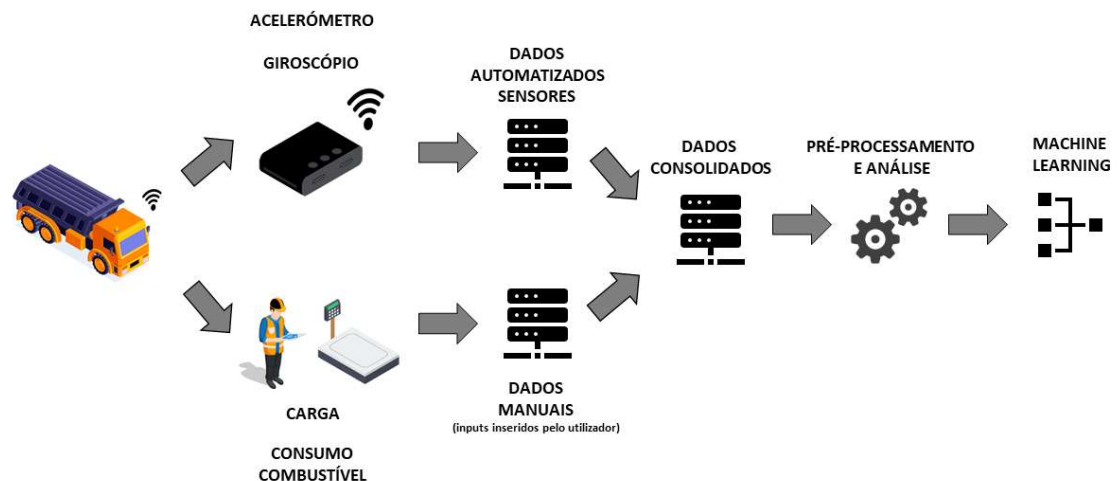 ACELERÓMETRO
GIROSCÓPIO
DADOS
AUTOMATIZADOS
SENSORES
CARGA
CONSUMO
COMBUSTÍVEL
DADOS
MANUAIS
(inputs inseridos pelo utilizador)
DADOS
CONSOLIDADOS
PRÉ-PROCESSAMENTO
E ANÁLISE
MACHINE
LEARNING